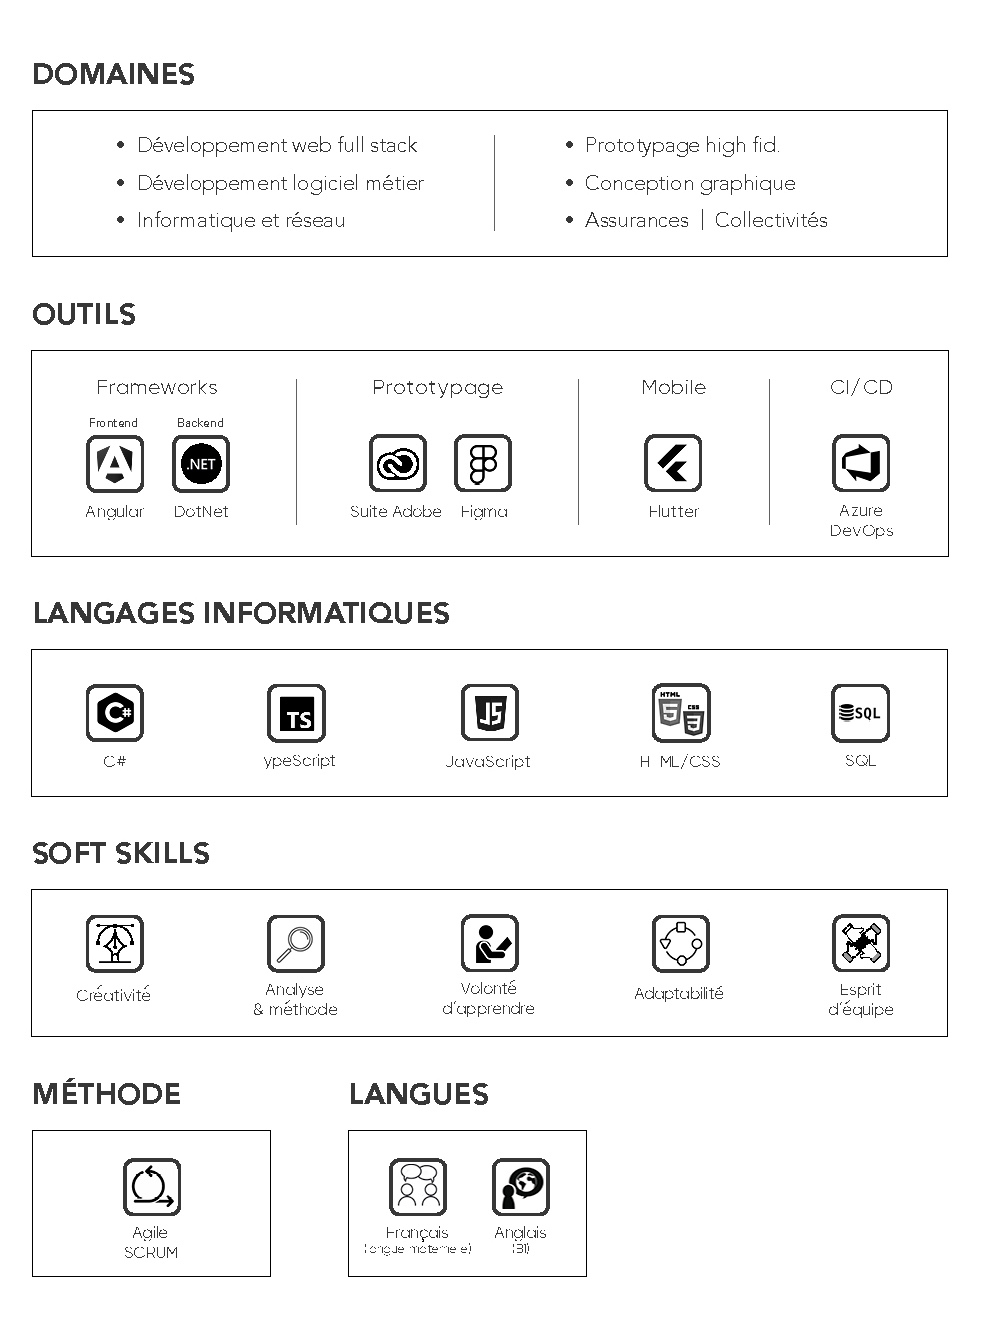 DOMAINES
• Développement web full stack
• Développement logiciel métier
• Informatique et réseau
• Prototypage high fid.
• Conception graphique
• Assurances | Collectivités
OUTILS
Frameworks
Frontend
Backend
.NET
Angular
DotNet
Prototypage
Suite Adobe
Figma
Mobile
Flutter
CI/CD
Azure
DevOps
LANGAGES INFORMATIQUES
C#
C#
TS
ypeScript
JS
JavaScript
HTML
5
CSS
3
H ML/CSS
SQL
SQL
SOFT SKILLS
Créativité
Analyse
& méthode
Volonté
d'apprendre
Adaptabilité
Esprit
d'équipe
MÉTHODE
Agile
SCRUM
LANGUES
Français
Anglais
(B1)